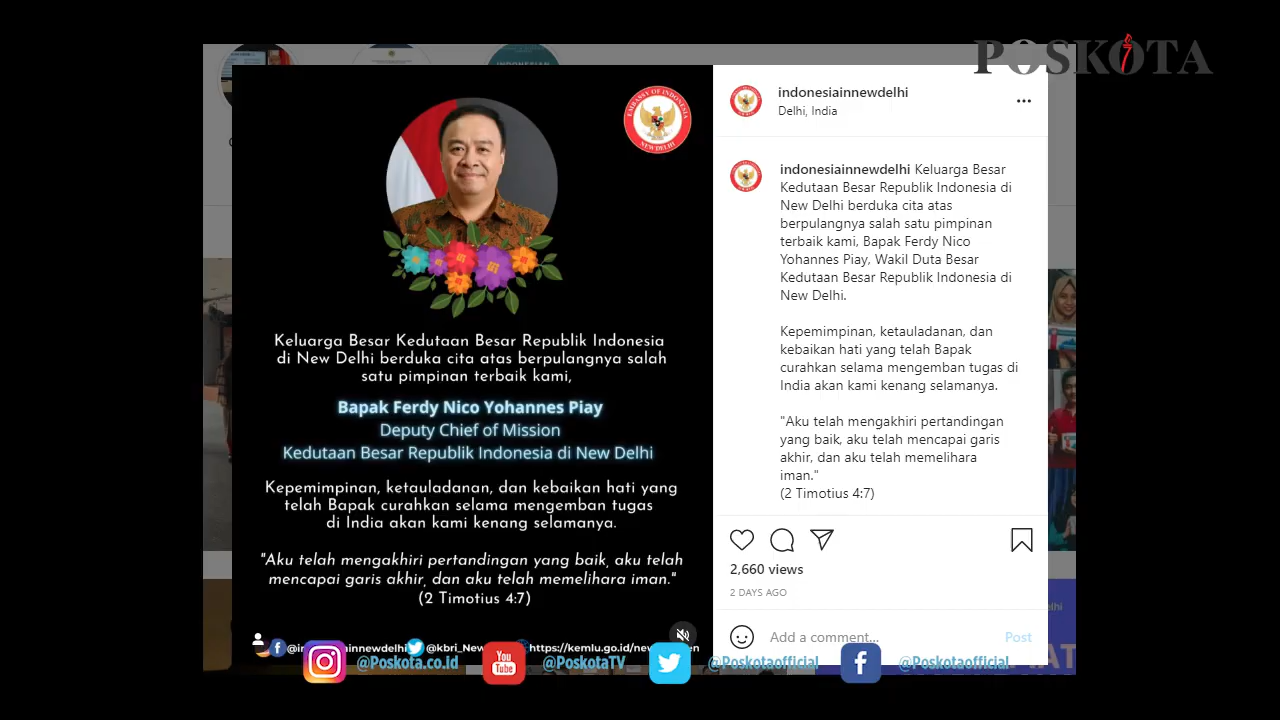 POSKOTA
EMBASSY OF INDONESIA
NEW DELHI
Keluarga Besar Kedutaan Besar Republik Indonesia
di New Delhi berduka cita atas berpulangnya salah
satu pimpinan terbaik kami,
Bapak Ferdy Nico Yohannes Piay
Deputy Chief of Mission
Kedutaan Besar Republik Indonesia di New Delhi
Kepemimpinan, ketauladanan, dan kebaikan hati yang
telah Bapak curahkan selama mengemban tugas
di India akan kami kenang selamanya.
"Aku telah mengakhiri pertandingan yang baik, aku telah
mencapai garis akhir, dan aku telah memelihara iman."
(2 Timotius 4:7)
indonesiainnewdelhi
Delhi, India
indonesiainnewdelhi Keluarga Besar
Kedutaan Besar Republik Indonesia di
New Delhi berduka cita atas
berpulangnya salah satu pimpinan
terbaik kami, Bapak Ferdy Nico
Yohannes Piay, Wakil Duta Besar
Kedutaan Besar Republik Indonesia di
New Delhi.
Kepemimpinan, ketauladanan, dan
kebaikan hati yang telah Bapak
curahkan selama mengemban tugas di
India akan kami kenang selamanya.
"Aku telah mengakhiri pertandingan
yang baik, aku telah mencapai garis
akhir, dan aku telah memelihara
iman."
(2 Timotius 4:7)
2,660 views
2 DAYS AGO
Add a comment... Post
@Poskota.co.id You Tube @PoskotaTV @Poskotaofficial @Poskotaofficial